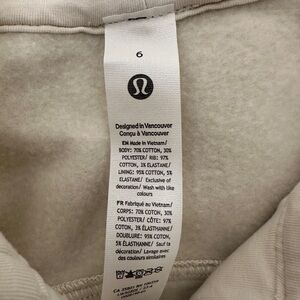 6
Designed in Vancouver
Conçu à Vancouver
EN Made in Vietnam/
BODY: 70% COTTON, 30%
POLYESTER/ RIB: 97%
COTTON, 3% ELASTANE/
LINING: 95% COTTON, 5%
ELASTANE/ Exclusive of
decoration/ Wash with like
colours
FR Fabriqué au Vietnam/
CORPS: 70% COTON, 30%
POLYESTER/ CÔTE: 97%
COTON, 3% ÉLASTHANNE/
DOUBLURE: 95% COTON,
5% ÉLASTHANNE/ Sauf la
décoration/ Lavage avec
des couleurs similaires